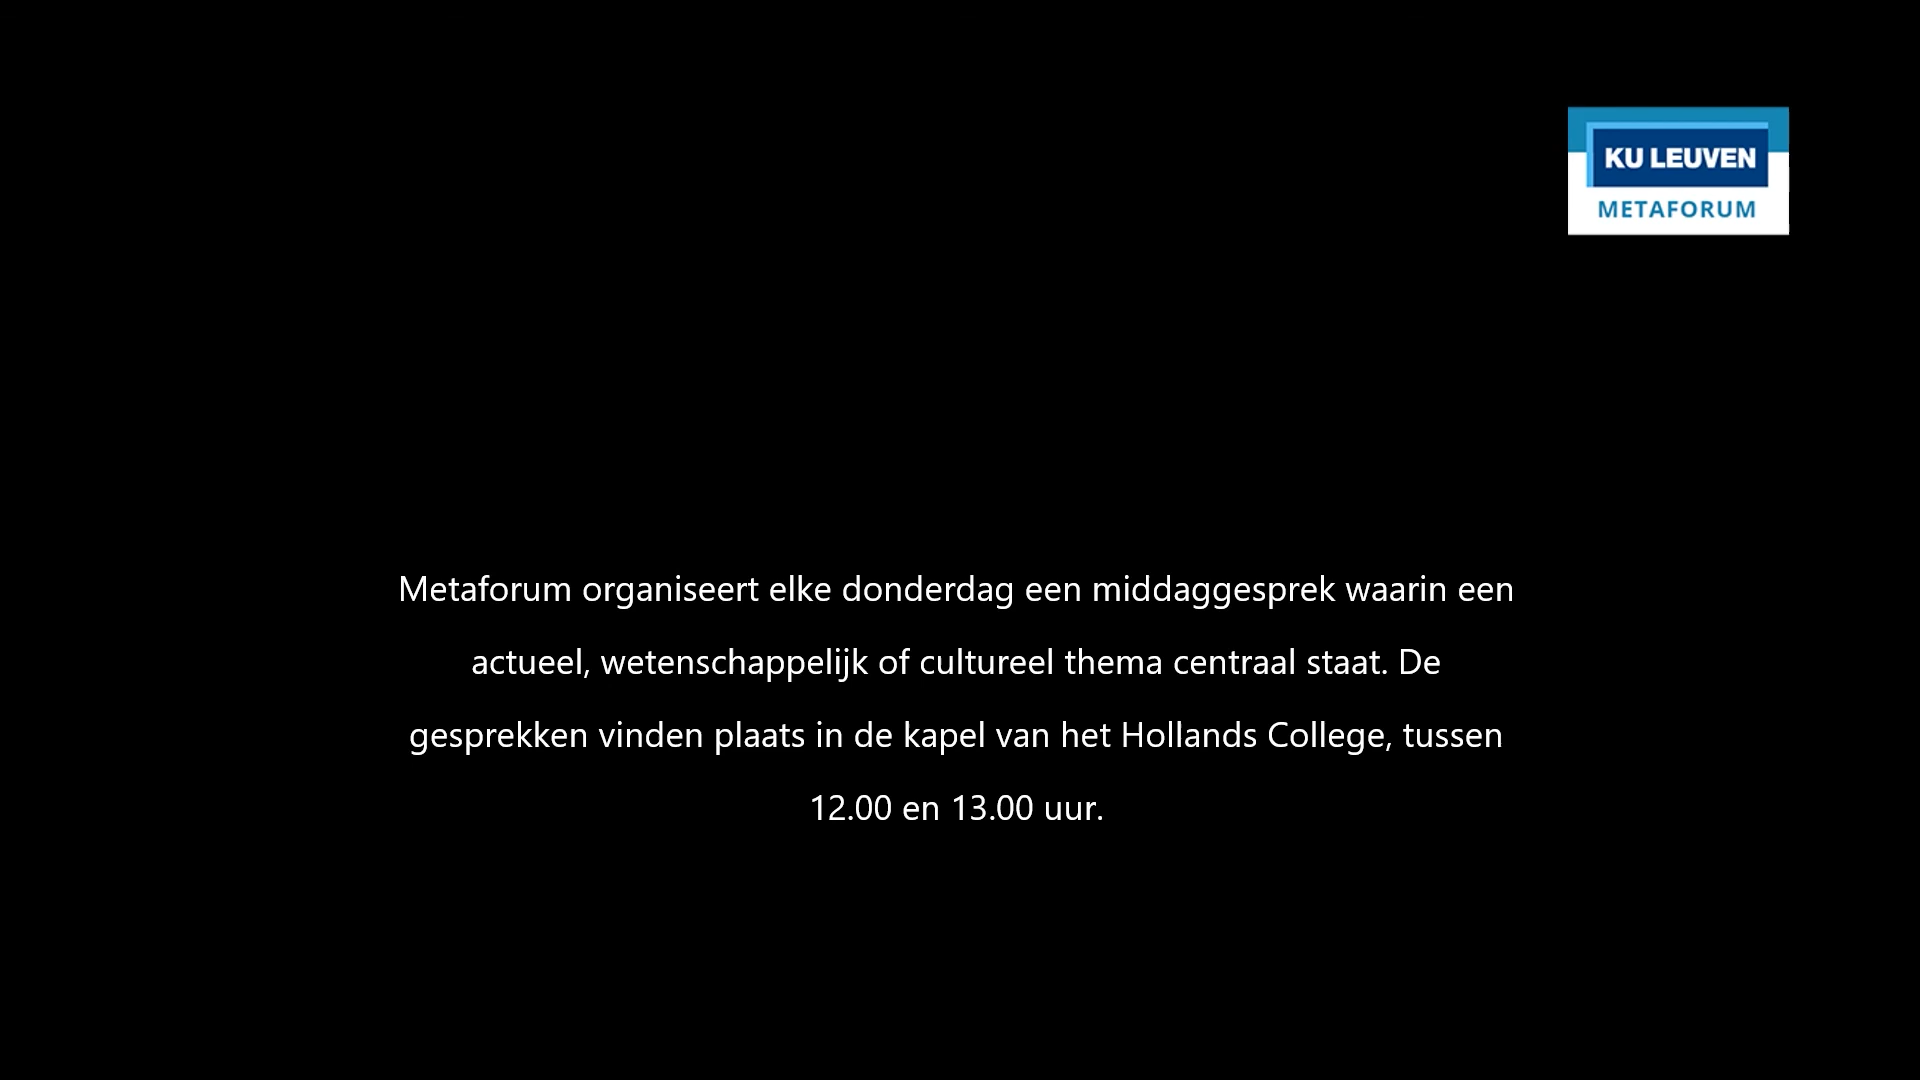 KU LEUVEN
METAFORUM
Metaforum organiseert elke donderdag een middaggesprek waarin een
actueel, wetenschappelijk of cultureel thema centraal staat. De
gesprekken vinden plaats in de kapel van het Hollands College, tussen
12.00 en 13.00 uur.